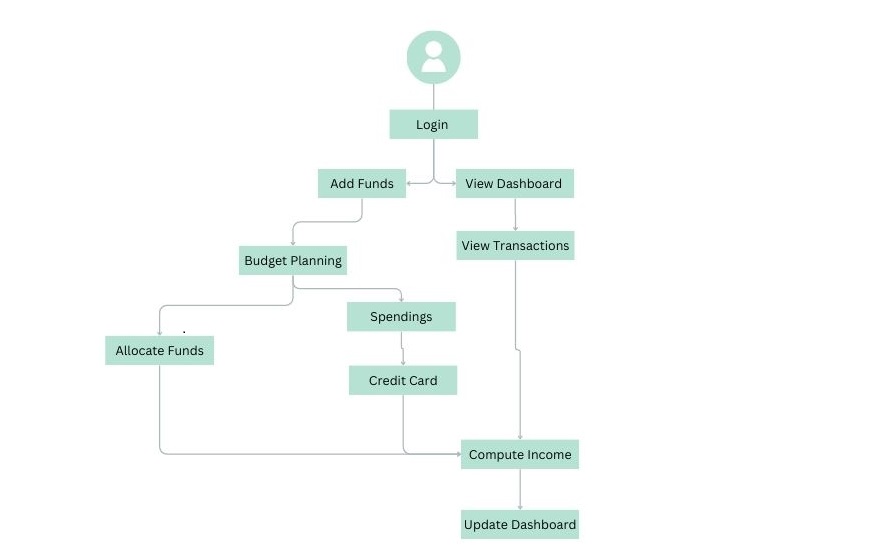 Login
Add Funds
View Dashboard
View Transactions
Budget Planning
Spendings
Allocate Funds
Credit Card
Compute Income
Update Dashboard